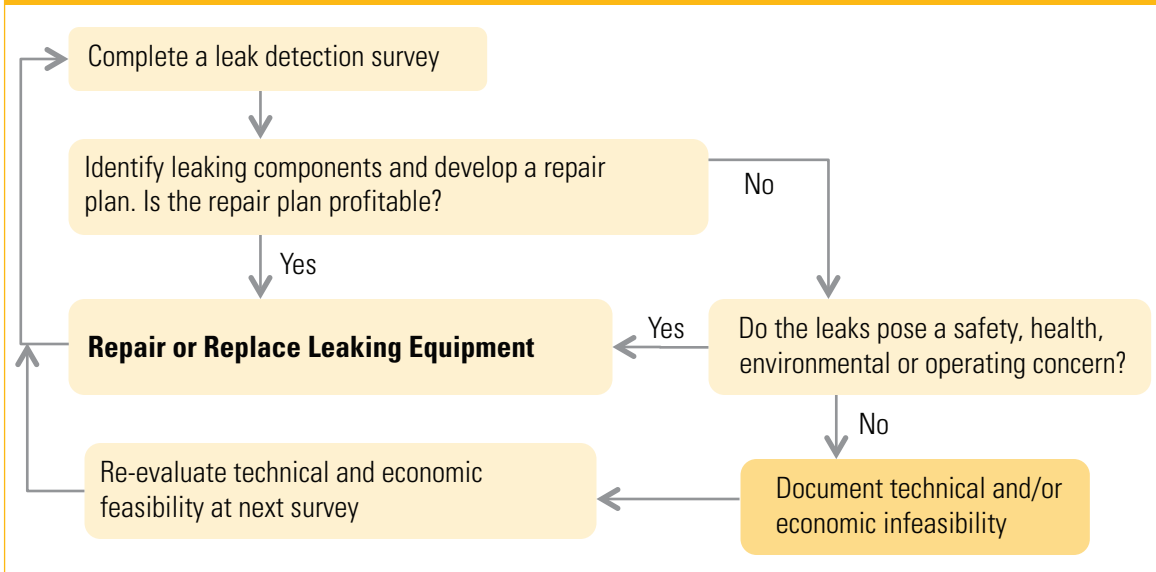 Complete a leak detection survey
Identify leaking components and develop a repair
plan. Is the repair plan profitable?
No
Yes
Repair or Replace Leaking Equipment
Yes
Do the leaks pose a safety, health,
environmental or operating concern?
No
Re-evaluate technical and economic
feasibility at next survey
Document technical and/or
economic infeasibility